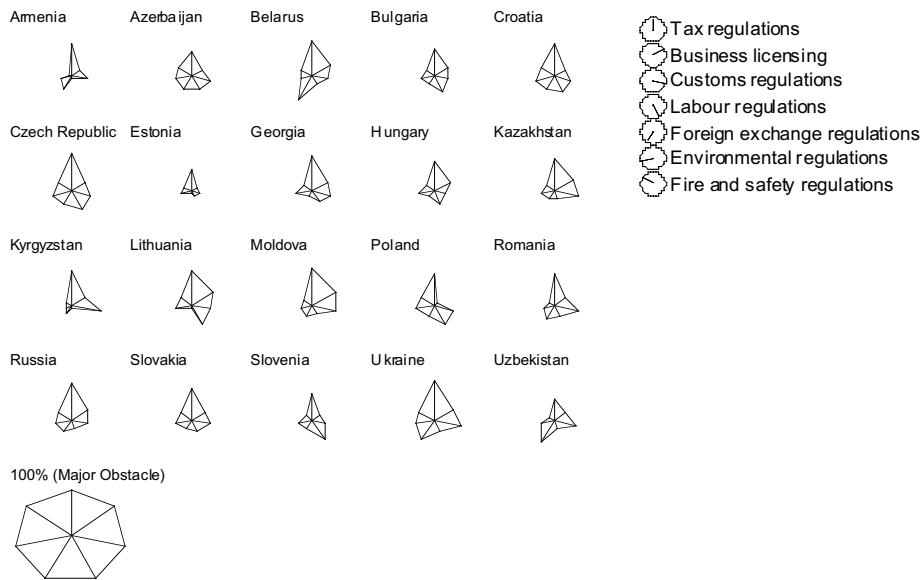 Armenia Azerbaijan Belarus Bulgaria Croatia
Tax regulations
Business licensing
Customs regulations
Labour regulations
Foreign exchange regulations
Environmental regulations
Fire and safety regulations
Czech Republic Estonia Georgia Hungary Kazakhstan
Kyrgyzstan Lithuania Moldova Poland Romania
Russia Slovakia Slovenia Ukraine Uzbekistan
100% (Major Obstacle)